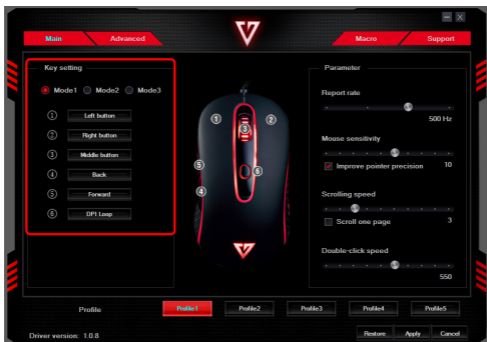 Main Advanced Macro Support
Key setting
Mode1 Mode2 Mode3
1 Left button
2 Right button
3 Middle button
4 Back
5 Forward
6 DPI Loop
1 2
3
5 6
4
Parameter
Report rate
500 Hz
Mouse sensitivity
Improve pointer precision 10
Scrolling speed
Scroll one page 3
Double-click speed
550
Profile Profile1 Profile2 Profile3 Profile4 Profile5
Driver version: 1.0.8 Restore Apply Cancel